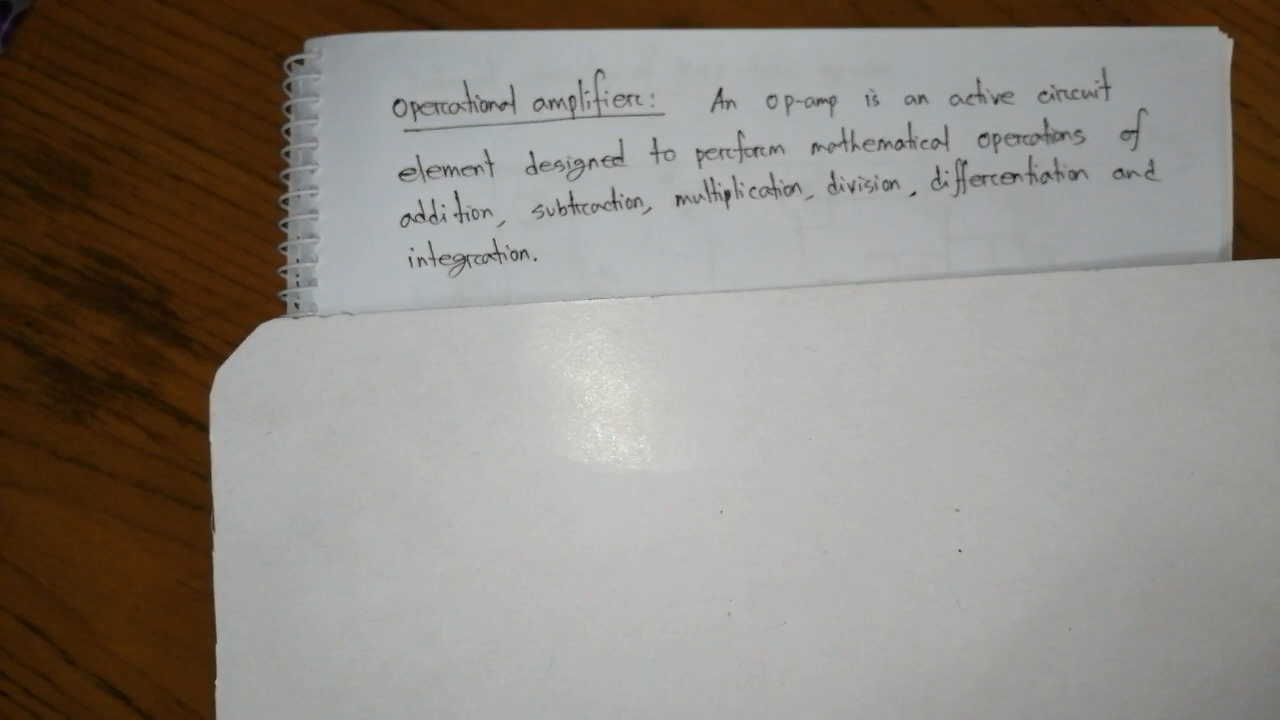 Operational amplifier: An op-amp is an active circuit
element designed to perform mathematical operations of
addition, subtraction, multiplication, division, differentiation and
integration.